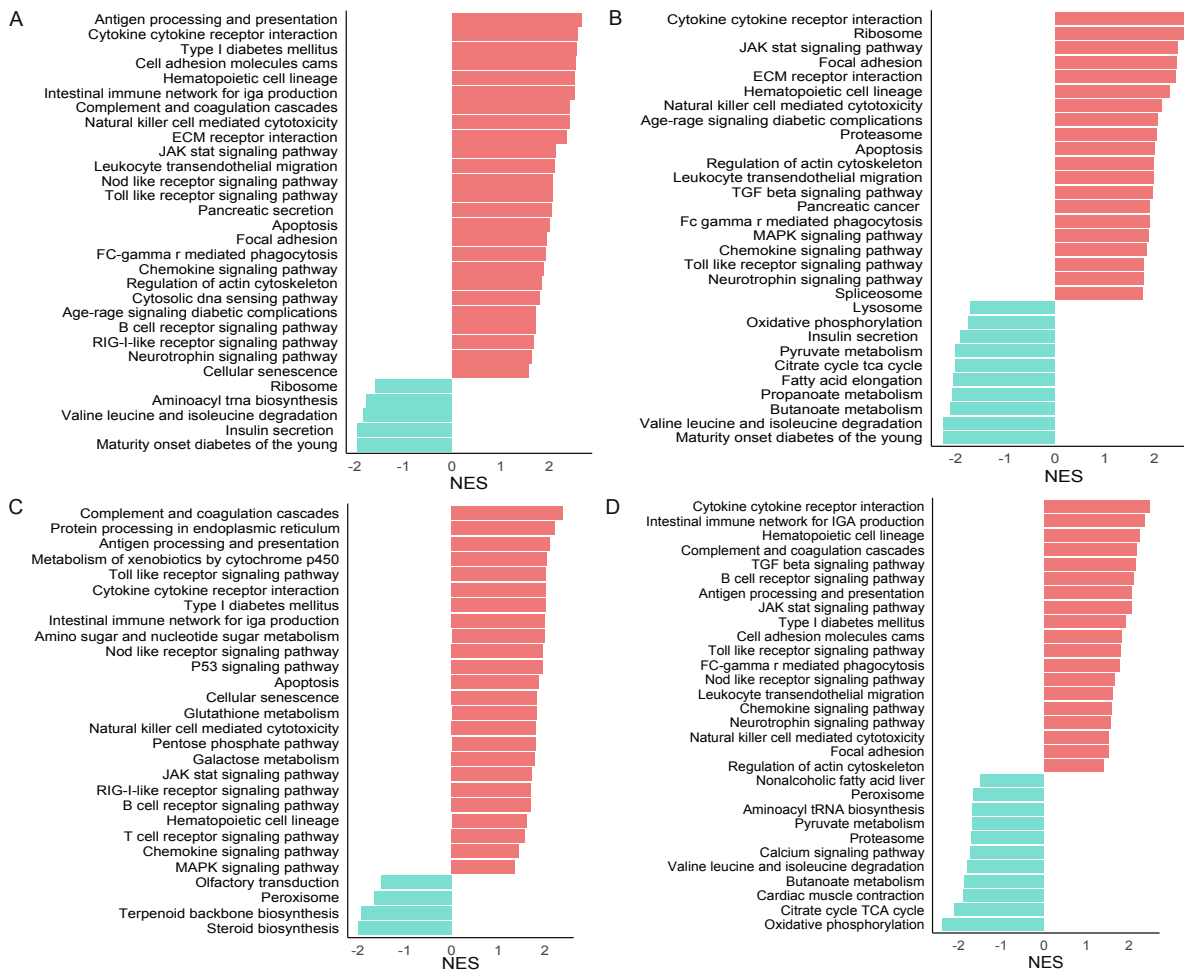 A
Antigen processing and presentation
Cytokine cytokine receptor interaction
Type I diabetes mellitus
Cell adhesion molecules cams
Hematopoietic cell lineage
Intestinal immune network for iga production
Complement and coagulation cascades
Natural killer cell mediated cytotoxicity
ECM receptor interaction
JAK stat signaling pathway
Leukocyte transendothelial migration
Nod like receptor signaling pathway
Toll like receptor signaling pathway
Pancreatic secretion
Apoptosis
Focal adhesion
FC-gamma r mediated phagocytosis
Chemokine signaling pathway
Regulation of actin cytoskeleton
Cytosolic dna sensing pathway
Age-rage signaling diabetic complications
B cell receptor signaling pathway
RIG-I-like receptor signaling pathway
Neurotrophin signaling pathway
Cellular senescence
Ribosome
Aminoacyl trna biosynthesis
Valine leucine and isoleucine degradation
Insulin secretion
Maturity onset diabetes of the young
-2 -1 0 1 2
NES
B
Cytokine cytokine receptor interaction
Ribosome
JAK stat signaling pathway
Focal adhesion
ECM receptor interaction
Hematopoietic cell lineage
Natural killer cell mediated cytotoxicity
Age-rage signaling diabetic complications
Proteasome
Apoptosis
Regulation of actin cytoskeleton
Leukocyte transendothelial migration
TGF beta signaling pathway
Pancreatic cancer
Fc gamma r mediated phagocytosis
MAPK signaling pathway
Chemokine signaling pathway
Toll like receptor signaling pathway
Neurotrophin signaling pathway
Spliceosome
Lysosome
Oxidative phosphorylation
Insulin secretion
Pyruvate metabolism
Citrate cycle tca cycle
Fatty acid elongation
Propanoate metabolism
Butanoate metabolism
Valine leucine and isoleucine degradation
Maturity onset diabetes of the young
-2 -1 0 1 2
NES
C
Complement and coagulation cascades
Protein processing in endoplasmic reticulum
Antigen processing and presentation
Metabolism of xenobiotics by cytochrome p450
Toll like receptor signaling pathway
Cytokine cytokine receptor interaction
Type I diabetes mellitus
Intestinal immune network for iga production
Amino sugar and nucleotide sugar metabolism
Nod like receptor signaling pathway
P53 signaling pathway
Apoptosis
Cellular senescence
Glutathione metabolism
Natural killer cell mediated cytotoxicity
Pentose phosphate pathway
Galactose metabolism
JAK stat signaling pathway
RIG-I-like receptor signaling pathway
B cell receptor signaling pathway
Hematopoietic cell lineage
T cell receptor signaling pathway
Chemokine signaling pathway
MAPK signaling pathway
Olfactory transduction
Peroxisome
Terpenoid backbone biosynthesis
Steroid biosynthesis
-2 -1 0 1 2
NES
D
Cytokine cytokine receptor interaction
Intestinal immune network for IGA production
Hematopoietic cell lineage
Complement and coagulation cascades
TGF beta signaling pathway
B cell receptor signaling pathway
Antigen processing and presentation
JAK stat signaling pathway
Type I diabetes mellitus
Cell adhesion molecules cams
Toll like receptor signaling pathway
FC-gamma r mediated phagocytosis
Nod like receptor signaling pathway
Leukocyte transendothelial migration
Chemokine signaling pathway
Neurotrophin signaling pathway
Natural killer cell mediated cytotoxicity
Focal adhesion
Regulation of actin cytoskeleton
Nonalcoholic fatty acid liver
Peroxisome
Aminoacyl tRNA biosynthesis
Pyruvate metabolism
Proteasome
Calcium signaling pathway
Valine leucine and isoleucine degradation
Butanoate metabolism
Cardiac muscle contraction
Citrate cycle TCA cycle
Oxidative phosphorylation
-2 -1 0 1 2
NES